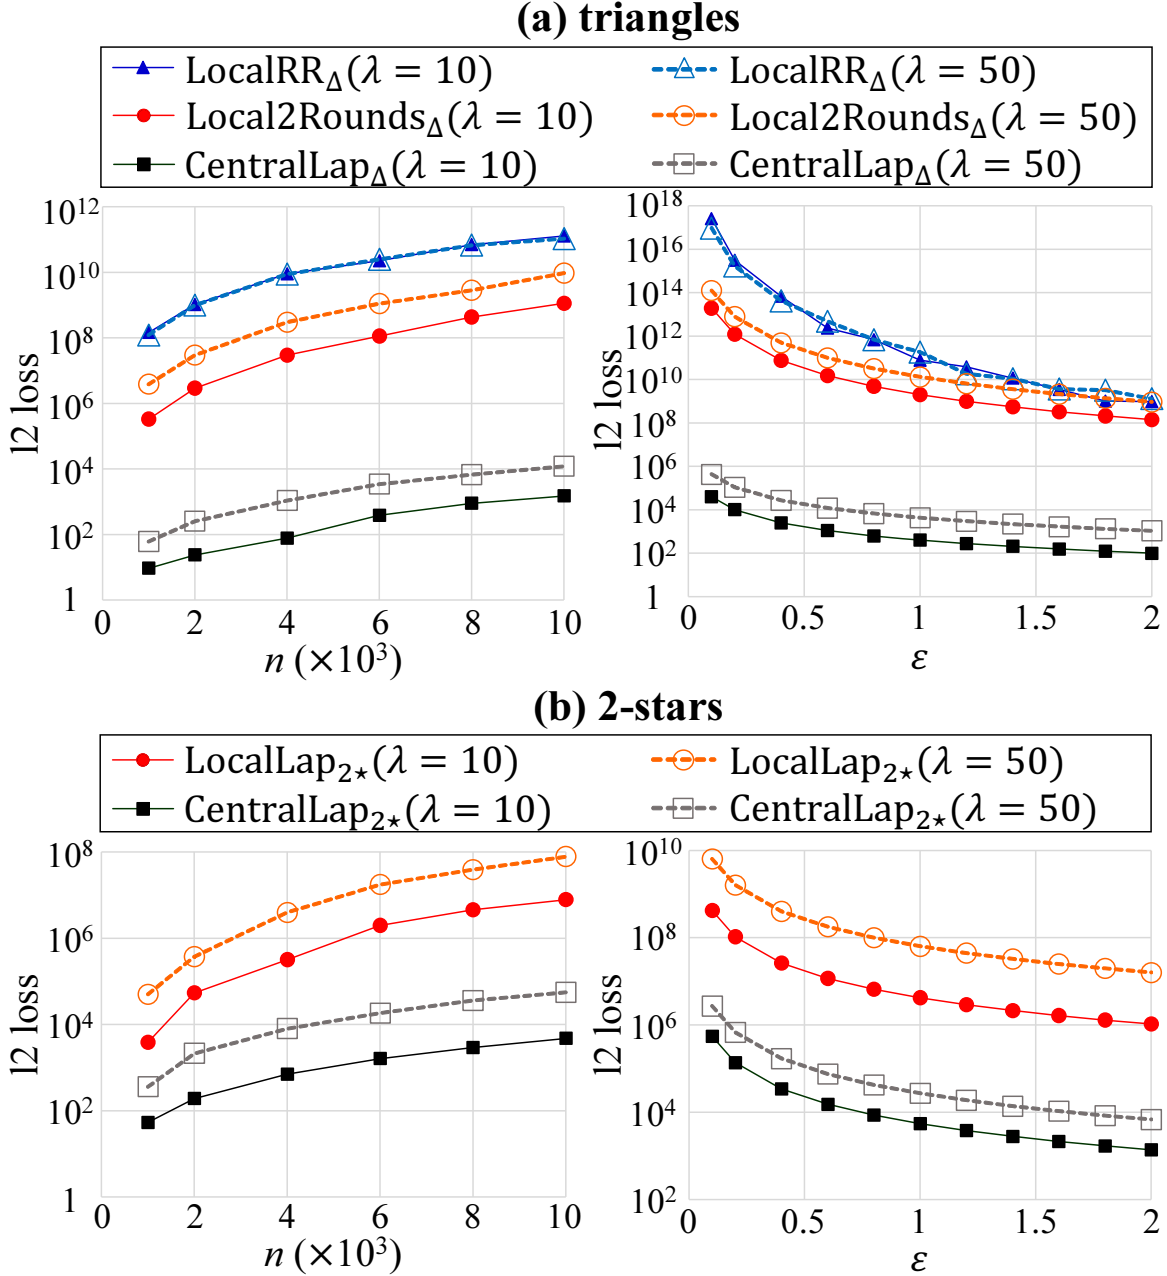 (a) triangles
LocalRR△(λ = 10)
LocalRR△(λ = 50)
Local2Rounds△(λ = 10)
Local2Rounds△(λ = 50)
CentralLap△(λ = 10)
CentralLap△(λ = 50)
l2 loss
10¹²
10¹⁰
10⁸
10⁶
10⁴
10²
1
0 2 4 6 8 10
n (×10³)
l2 loss
10¹⁸
10¹⁶
10¹⁴
10¹²
10¹⁰
10⁸
10⁶
10⁴
10²
1
0 0.5 1 1.5 2
ε
(b) 2-stars
LocalLap₂⋆(λ = 10)
LocalLap₂⋆(λ = 50)
CentralLap₂⋆(λ = 10)
CentralLap₂⋆(λ = 50)
l2 loss
10⁸
10⁶
10⁴
10²
1
0 2 4 6 8 10
n (×10³)
l2 loss
10¹⁰
10⁸
10⁶
10⁴
10²
0 0.5 1 1.5 2
ε